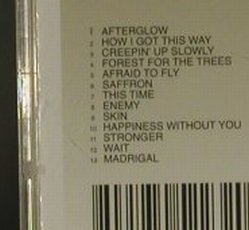 1 AFTERGLOW
2 HOW I GOT THIS WAY
3 CREEPIN' UP SLOWLY
4 FOREST FOR THE TREES
5 AFRAID TO FLY
6 SAFFRON
7 THIS TIME
8 ENEMY
9 SKIN
10 HAPPINESS WITHOUT YOU
11 STRONGER
12 WAIT
13 MADRIGAL